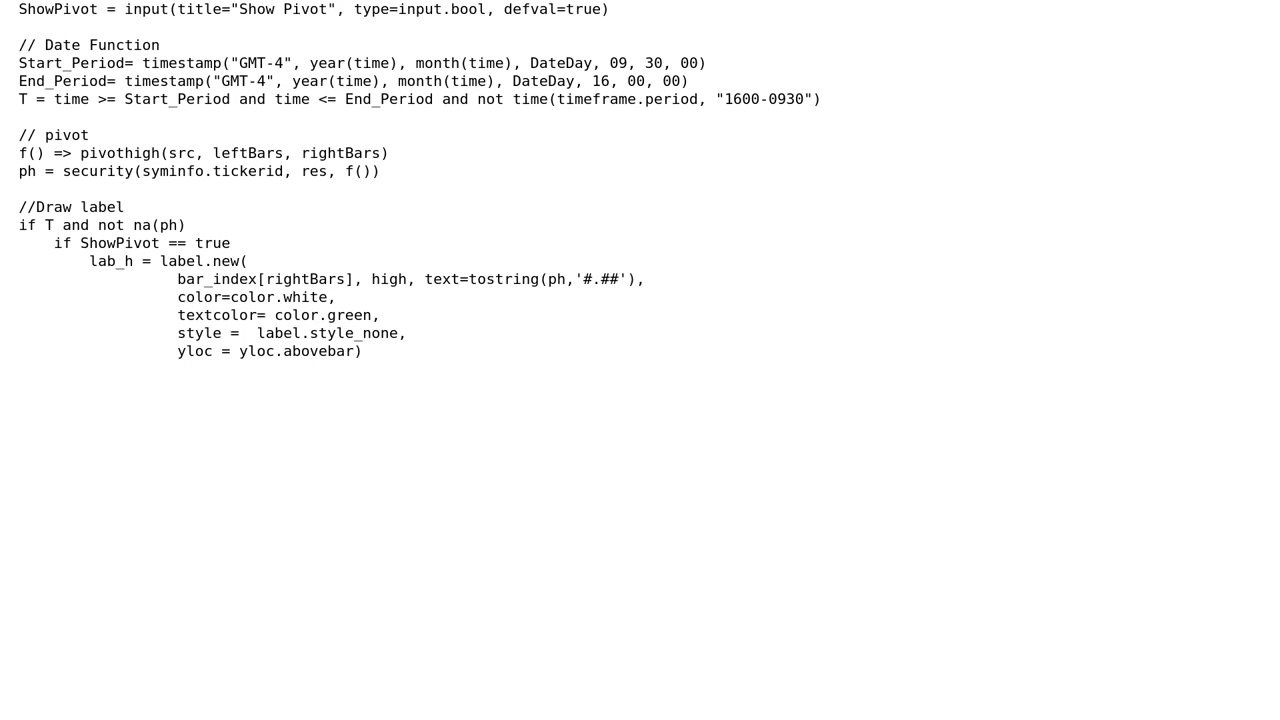 ShowPivot = input(title="Show Pivot", type=input.bool, defval=true)

// Date Function
Start_Period= timestamp("GMT-4", year(time), month(time), DateDay, 09, 30, 00)
End_Period= timestamp("GMT-4", year(time), month(time), DateDay, 16, 00, 00)
T = time >= Start_Period and time <= End_Period and not time(timeframe.period, "1600-0930")

// pivot
f() => pivothigh(src, leftBars, rightBars)
ph = security(syminfo.tickerid, res, f())

//Draw label
if T and not na(ph)
    if ShowPivot == true
        lab_h = label.new(
                  bar_index[rightBars], high, text=tostring(ph,'#.##'),
                  color=color.white,
                  textcolor= color.green,
                  style =  label.style_none,
                  yloc = yloc.abovebar)